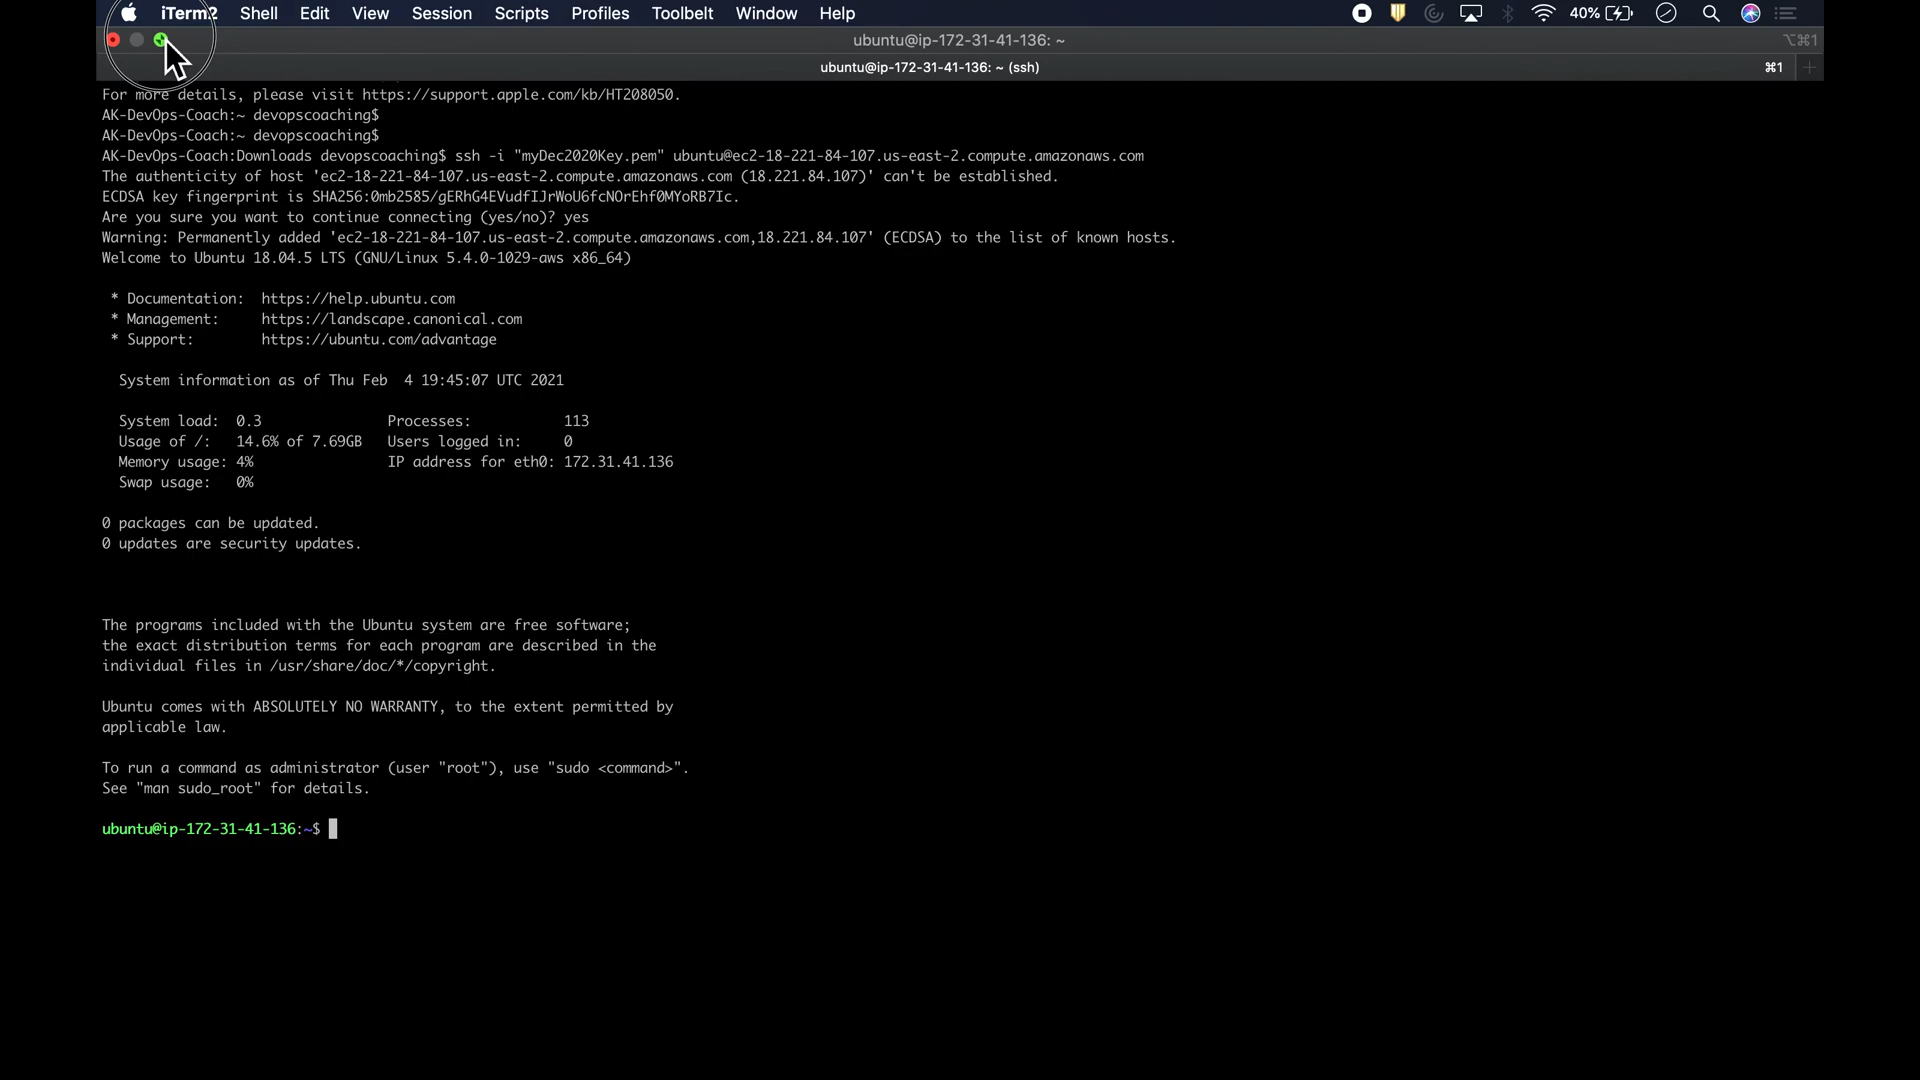 iTerm2 Shell Edit View Session Scripts Profiles Toolbelt Window Help 40%
ubuntu@ip-172-31-41-136: ~ ⌥⌘1
ubuntu@ip-172-31-41-136: ~ (ssh) ⌘1 +
For more details, please visit https://support.apple.com/kb/HT208050.
AK-DevOps-Coach:~ devopscoaching$
AK-DevOps-Coach:~ devopscoaching$
AK-DevOps-Coach:Downloads devopscoaching$ ssh -i "myDec2020Key.pem" ubuntu@ec2-18-221-84-107.us-east-2.compute.amazonaws.com
The authenticity of host 'ec2-18-221-84-107.us-east-2.compute.amazonaws.com (18.221.84.107)' can't be established.
ECDSA key fingerprint is SHA256:0mb2585/gERhG4EVudfIJrWoU6fcNOrEhf0MYoRB7Ic.
Are you sure you want to continue connecting (yes/no)? yes
Warning: Permanently added 'ec2-18-221-84-107.us-east-2.compute.amazonaws.com,18.221.84.107' (ECDSA) to the list of known hosts.
Welcome to Ubuntu 18.04.5 LTS (GNU/Linux 5.4.0-1029-aws x86_64)
* Documentation: https://help.ubuntu.com
* Management: https://landscape.canonical.com
* Support: https://ubuntu.com/advantage
System information as of Thu Feb 4 19:45:07 UTC 2021
System load: 0.3 Processes: 113
Usage of /: 14.6% of 7.69GB Users logged in: 0
Memory usage: 4% IP address for eth0: 172.31.41.136
Swap usage: 0%
0 packages can be updated.
0 updates are security updates.
The programs included with the Ubuntu system are free software;
the exact distribution terms for each program are described in the
individual files in /usr/share/doc/*/copyright.
Ubuntu comes with ABSOLUTELY NO WARRANTY, to the extent permitted by
applicable law.
To run a command as administrator (user "root"), use "sudo <command>".
See "man sudo_root" for details.
ubuntu@ip-172-31-41-136:~$